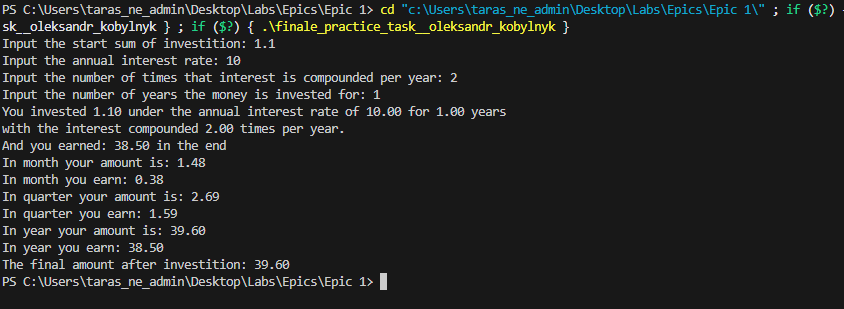 PS C:\Users\taras_ne_admin\Desktop\Labs\Epics\Epic 1> cd "c:\Users\taras_ne_admin\Desktop\Labs\Epics\Epic 1\" ; if ($?) {
sk__oleksandr_kobylnyk } ; if ($?) { .\finale_practice_task__oleksandr_kobylnyk }
Input the start sum of investition: 1.1
Input the annual interest rate: 10
Input the number of times that interest is compounded per year: 2
Input the number of years the money is invested for: 1
You invested 1.10 under the annual interest rate of 10.00 for 1.00 years
with the interest compounded 2.00 times per year.
And you earned: 38.50 in the end
In month your amount is: 1.48
In month you earn: 0.38
In quarter your amount is: 2.69
In quarter you earn: 1.59
In year your amount is: 39.60
In year you earn: 38.50
The final amount after investition: 39.60
PS C:\Users\taras_ne_admin\Desktop\Labs\Epics\Epic 1>